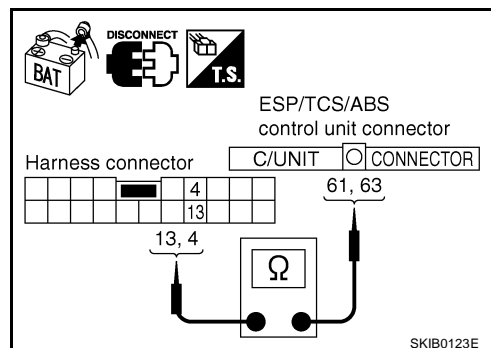 DISCONNECT
BAT
T.S.
ESP/TCS/ABS
control unit connector
C/UNIT CONNECTOR
Harness connector
4
13
61, 63
13, 4
Ω
SKIB0123E